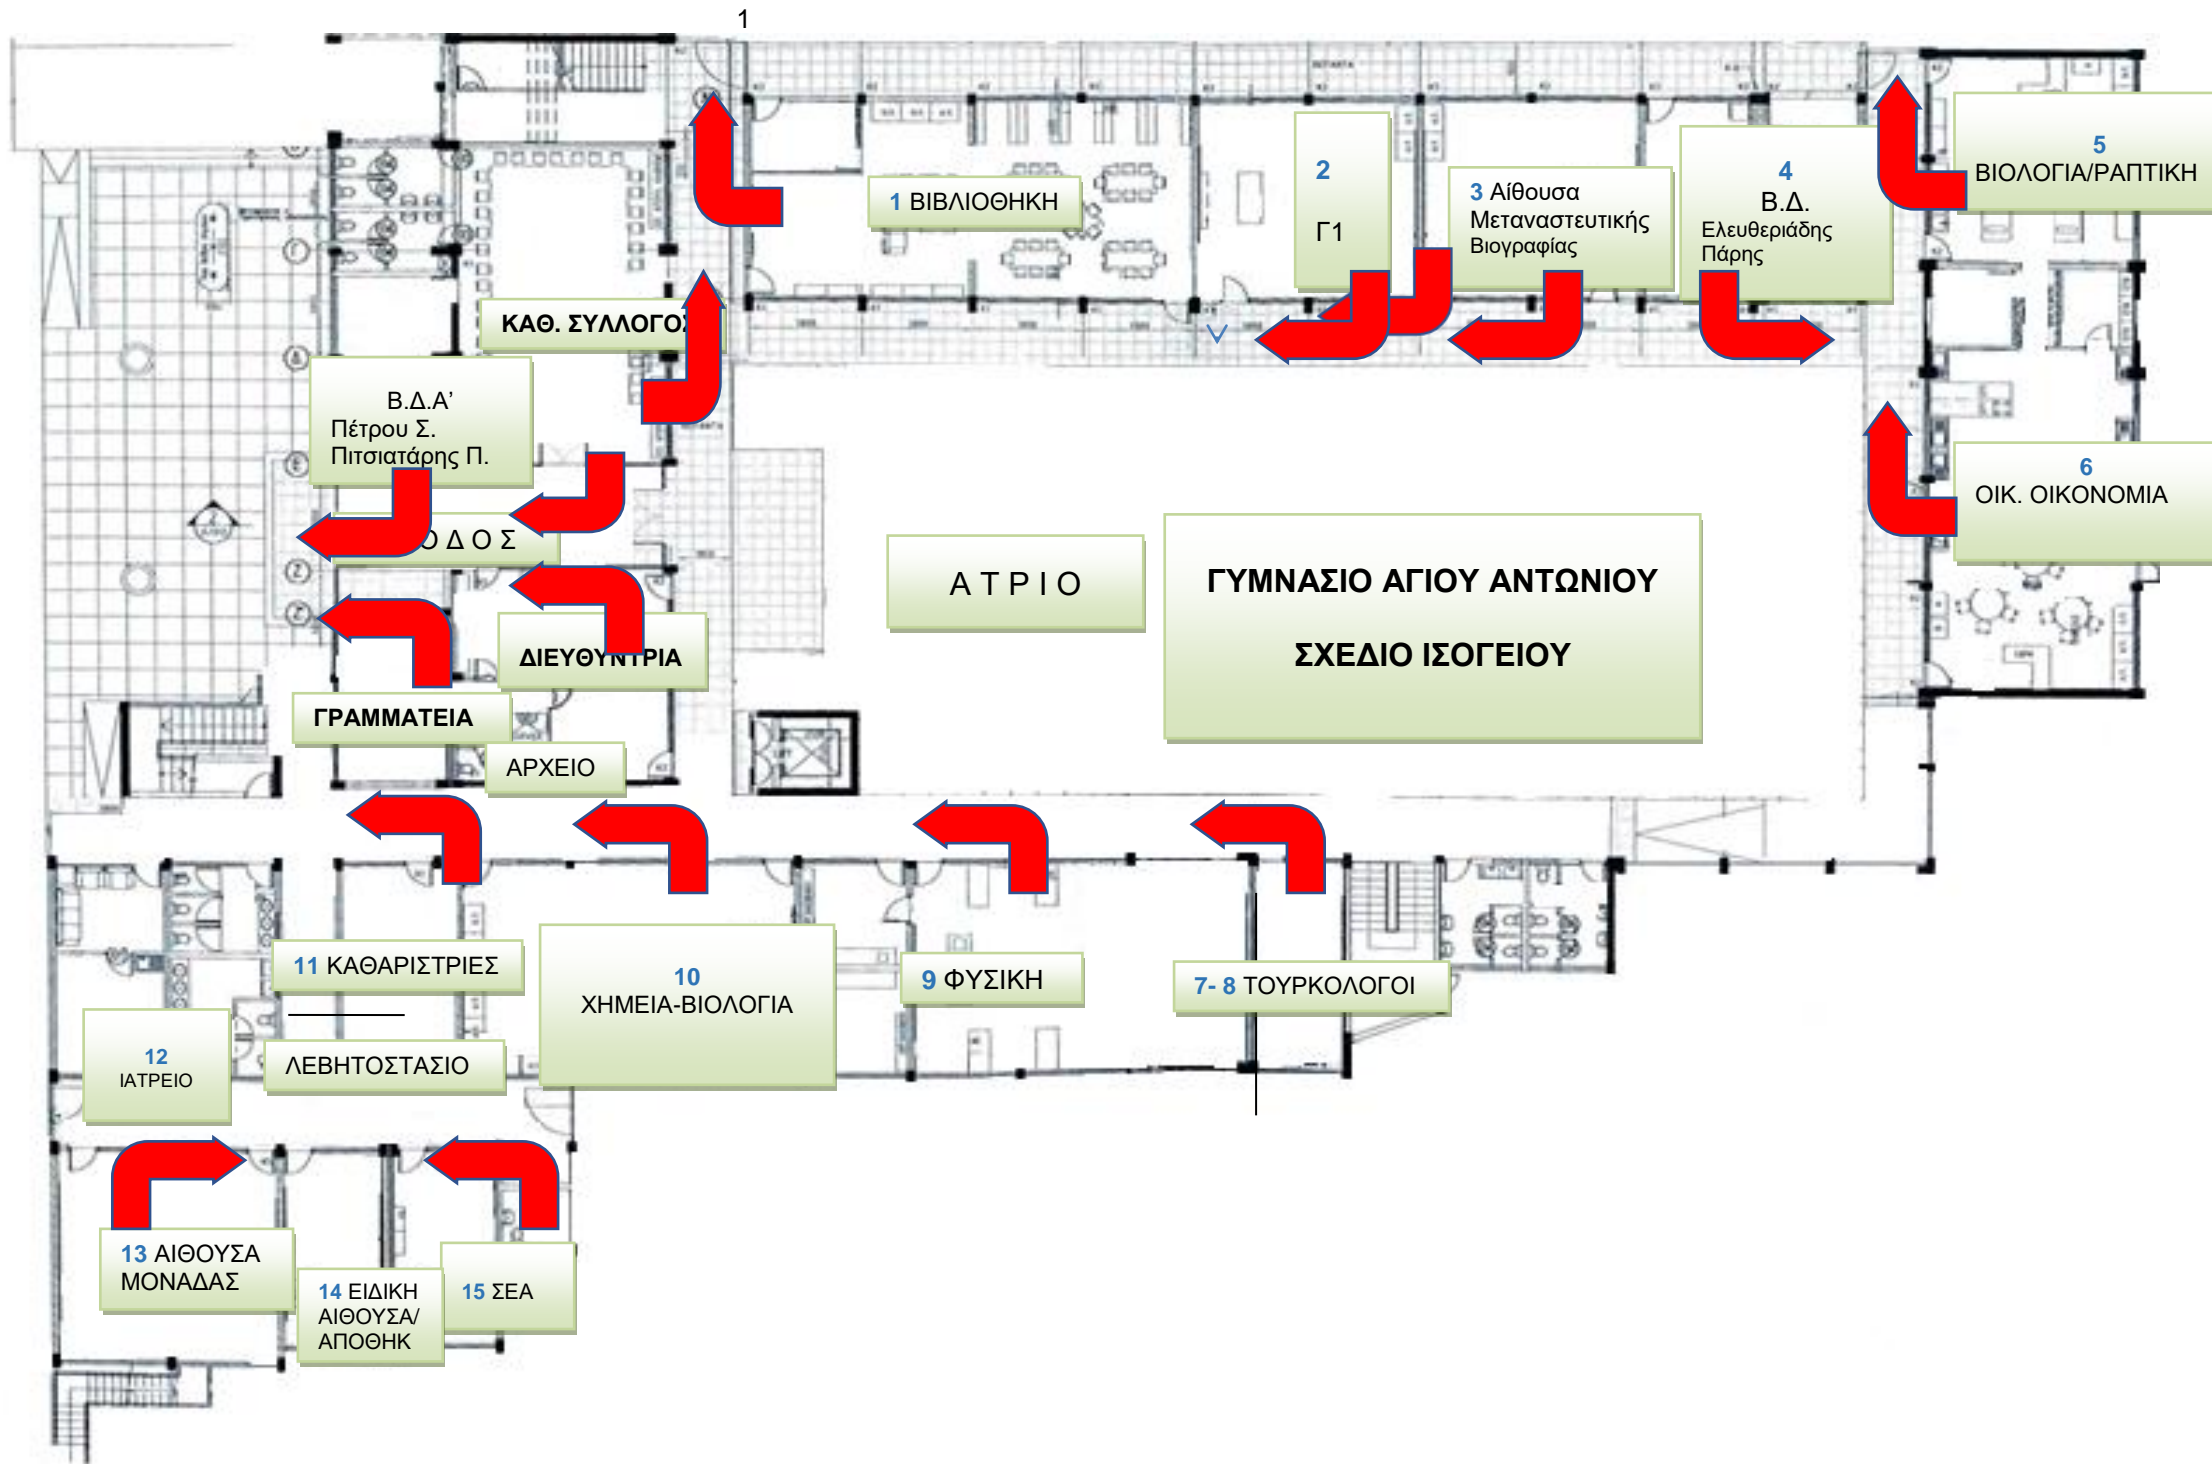 1
1 ΒΙΒΛΙΟΘΗΚΗ
2
Γ1
3 Αίθουσα
Μεταναστευτικής
Βιογραφίας
4
Β.Δ.
Ελευθεριάδης
Πάρης
5
ΒΙΟΛΟΓΙΑ/ΡΑΠΤΙΚΗ
ΚΑΘ. ΣΥΛΛΟΓΟΣ
Β.Δ.Α’
Πέτρου Σ.
Πιτσιατάρης Π.
Ο Δ Ο Σ
6
ΟΙΚ. ΟΙΚΟΝΟΜΙΑ
Α Τ Ρ Ι Ο
ΓΥΜΝΑΣΙΟ ΑΓΙΟΥ ΑΝΤΩΝΙΟΥ
ΣΧΕΔΙΟ ΙΣΟΓΕΙΟΥ
ΔΙΕΥΘΥΝΤΡΙΑ
ΓΡΑΜΜΑΤΕΙΑ
ΑΡΧΕΙΟ
11 ΚΑΘΑΡΙΣΤΡΙΕΣ
10
ΧΗΜΕΙΑ-ΒΙΟΛΟΓΙΑ
9 ΦΥΣΙΚΗ
7- 8 ΤΟΥΡΚΟΛΟΓΟΙ
12
ΙΑΤΡΕΙΟ
ΛΕΒΗΤΟΣΤΑΣΙΟ
13 ΑΙΘΟΥΣΑ
ΜΟΝΑΔΑΣ
14 ΕΙΔΙΚΗ
ΑΙΘΟΥΣΑ/
ΑΠΟΘΗΚ
15 ΣΕΑ